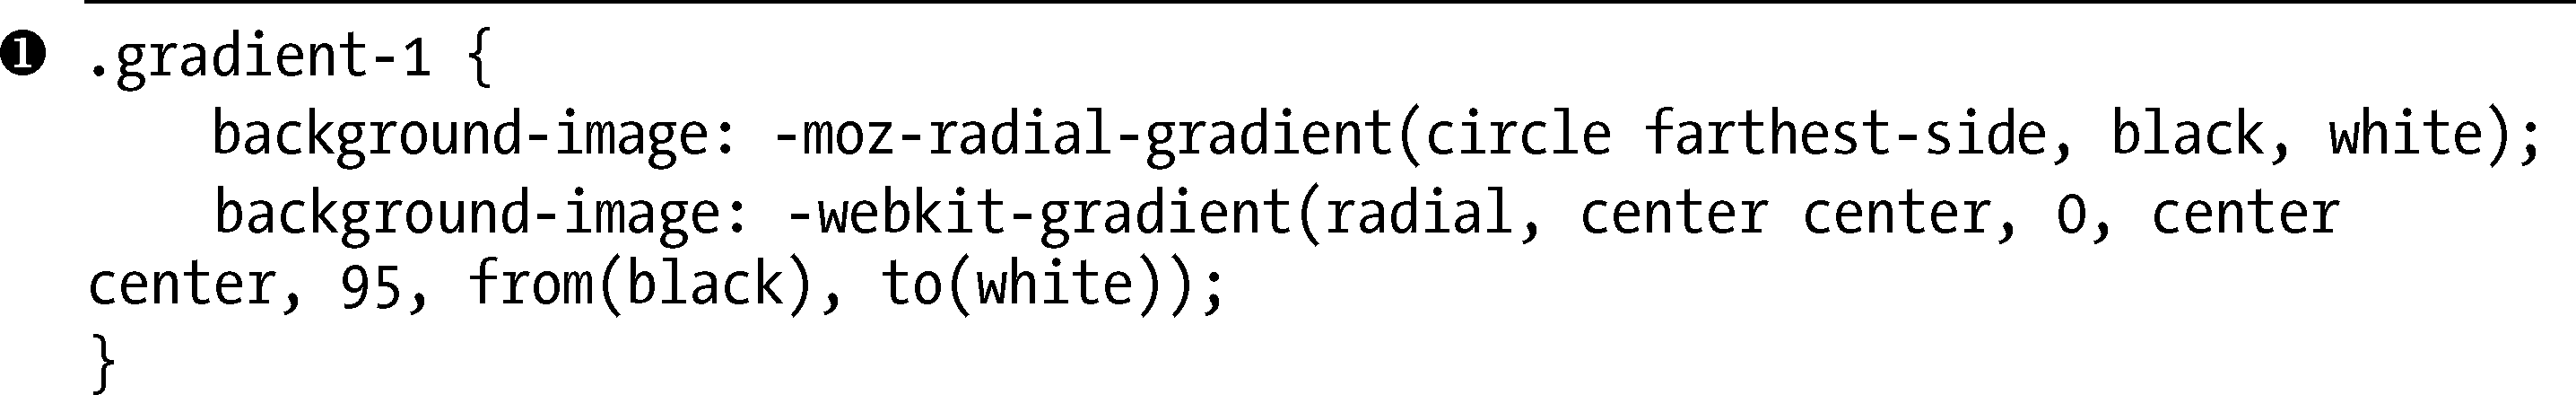 ❶ .gradient-1 {
background-image: -moz-radial-gradient(circle farthest-side, black, white);
background-image: -webkit-gradient(radial, center center, 0, center
center, 95, from(black), to(white));
}